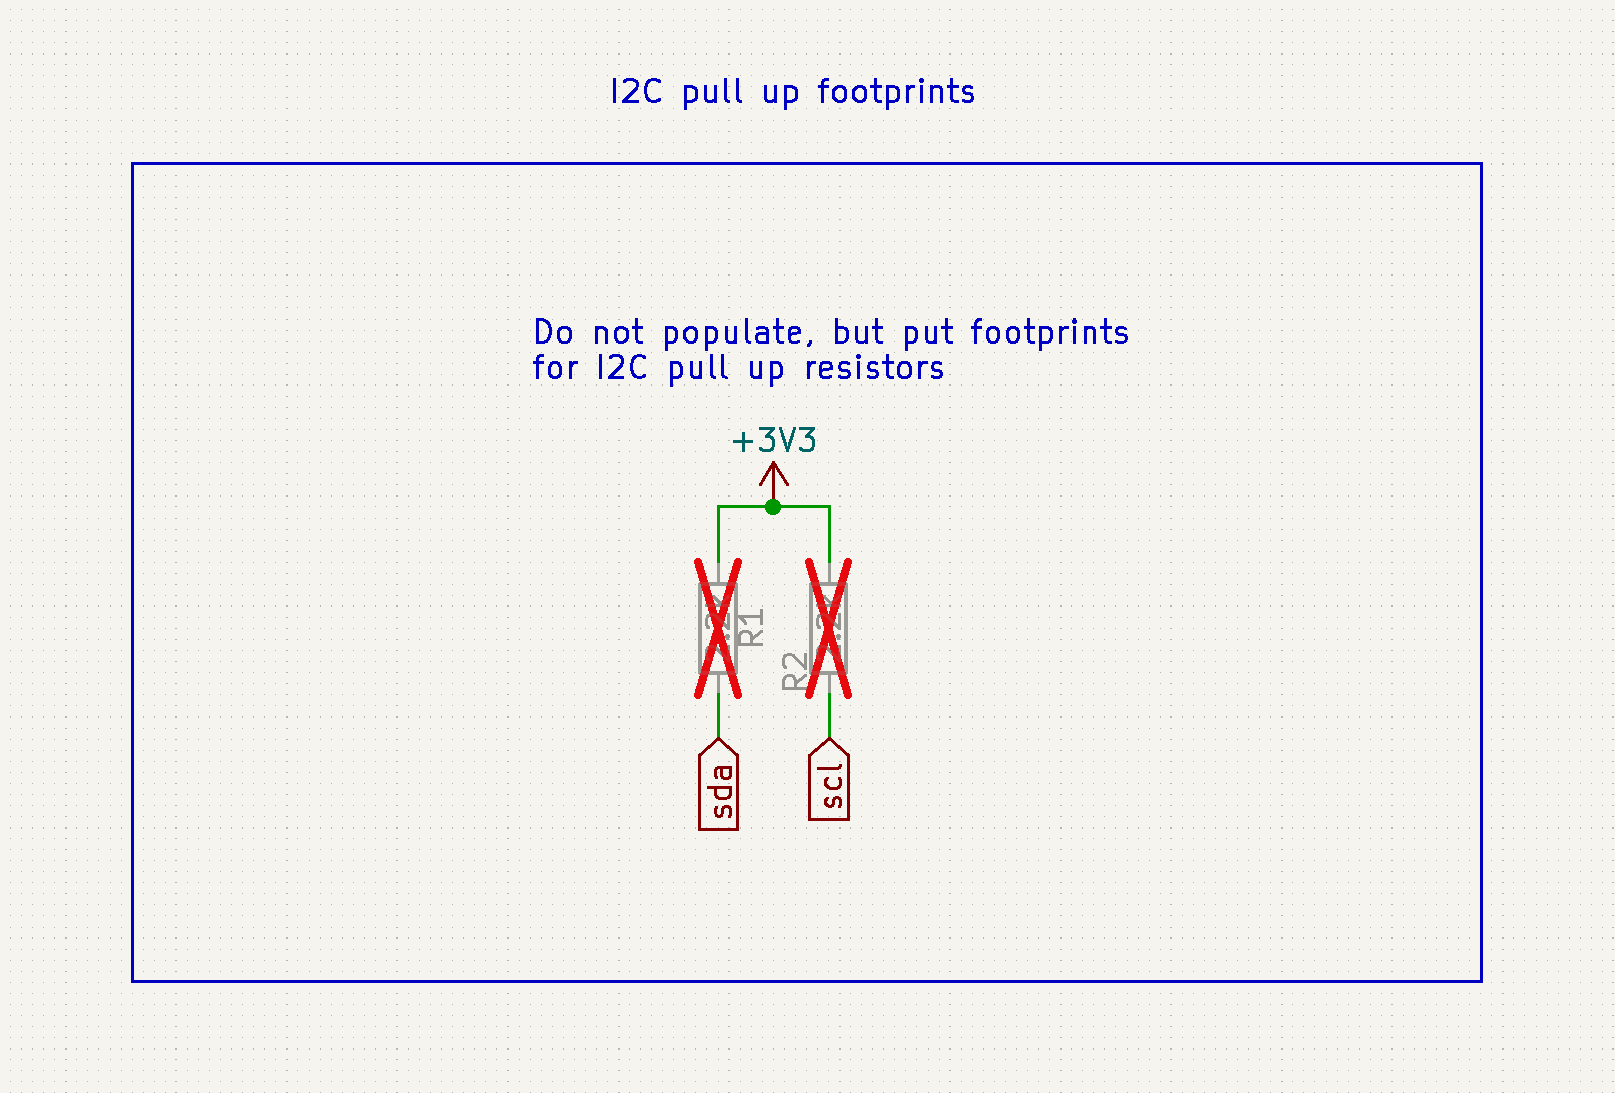 I2C pull up footprints
Do not populate, but put footprints
for I2C pull up resistors
+3V3
R1
R2
sda
scl